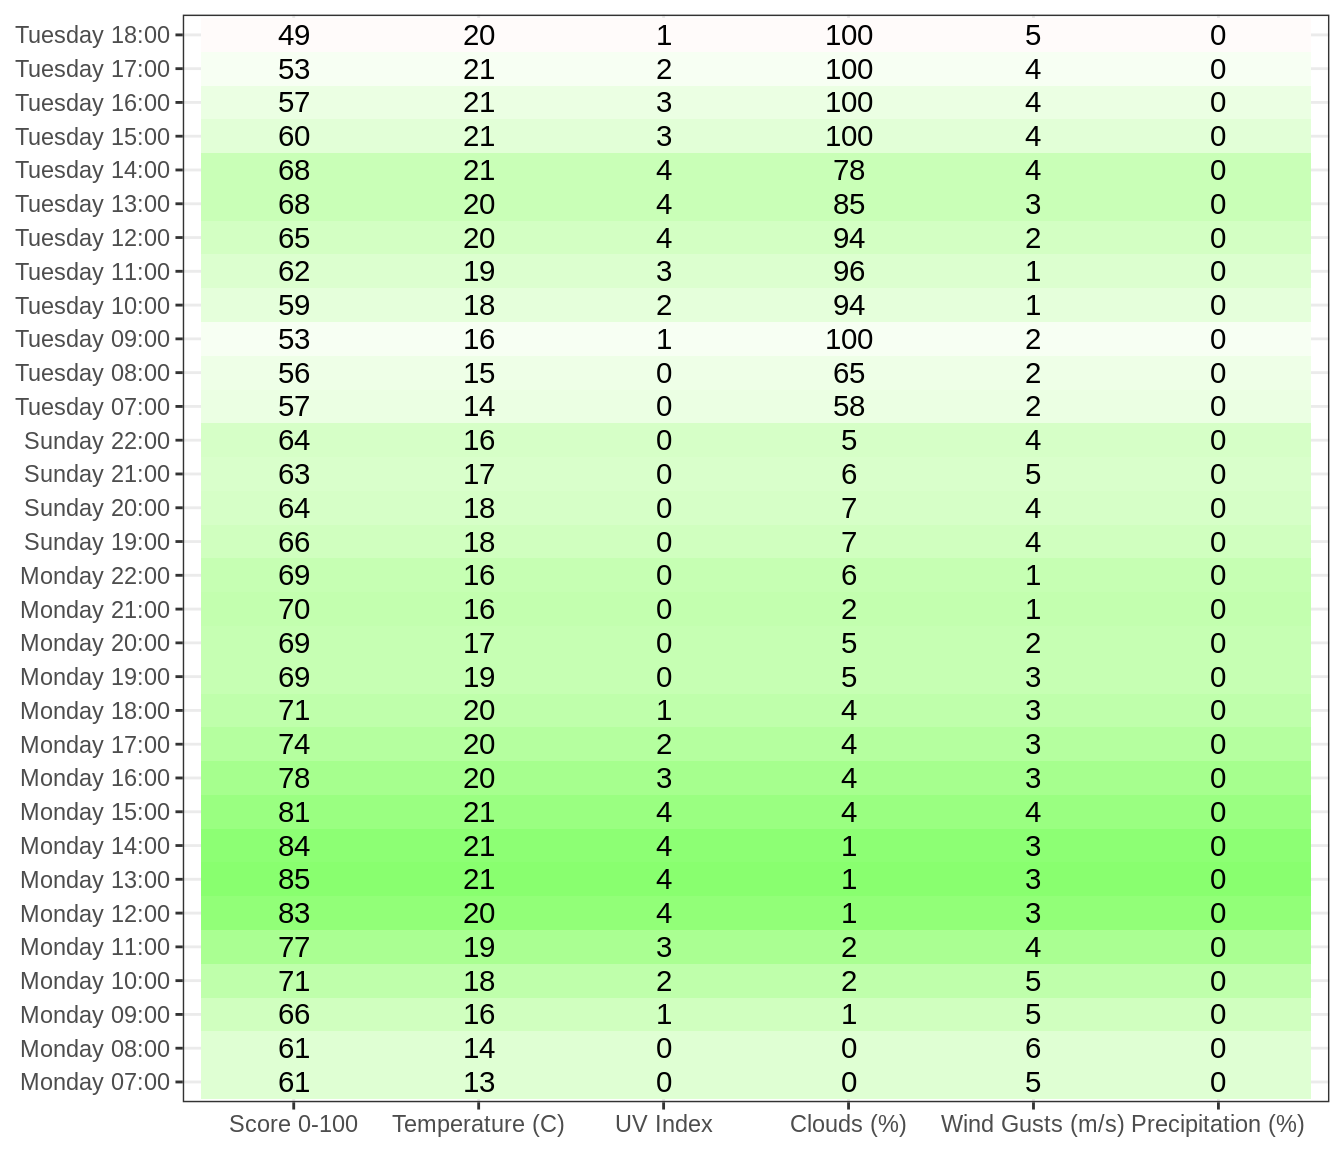 Tuesday 18:00 49 20 1 100 5 0
Tuesday 17:00 53 21 2 100 4 0
Tuesday 16:00 57 21 3 100 4 0
Tuesday 15:00 60 21 3 100 4 0
Tuesday 14:00 68 21 4 78 4 0
Tuesday 13:00 68 20 4 85 3 0
Tuesday 12:00 65 20 4 94 2 0
Tuesday 11:00 62 19 3 96 1 0
Tuesday 10:00 59 18 2 94 1 0
Tuesday 09:00 53 16 1 100 2 0
Tuesday 08:00 56 15 0 65 2 0
Tuesday 07:00 57 14 0 58 2 0
Sunday 22:00 64 16 0 5 4 0
Sunday 21:00 63 17 0 6 5 0
Sunday 20:00 64 18 0 7 4 0
Sunday 19:00 66 18 0 7 4 0
Monday 22:00 69 16 0 6 1 0
Monday 21:00 70 16 0 2 1 0
Monday 20:00 69 17 0 5 2 0
Monday 19:00 69 19 0 5 3 0
Monday 18:00 71 20 1 4 3 0
Monday 17:00 74 20 2 4 3 0
Monday 16:00 78 20 3 4 3 0
Monday 15:00 81 21 4 4 4 0
Monday 14:00 84 21 4 1 3 0
Monday 13:00 85 21 4 1 3 0
Monday 12:00 83 20 4 1 3 0
Monday 11:00 77 19 3 2 4 0
Monday 10:00 71 18 2 2 5 0
Monday 09:00 66 16 1 1 5 0
Monday 08:00 61 14 0 0 6 0
Monday 07:00 61 13 0 0 5 0
Score 0-100 Temperature (C) UV Index Clouds (%) Wind Gusts (m/s) Precipitation (%)